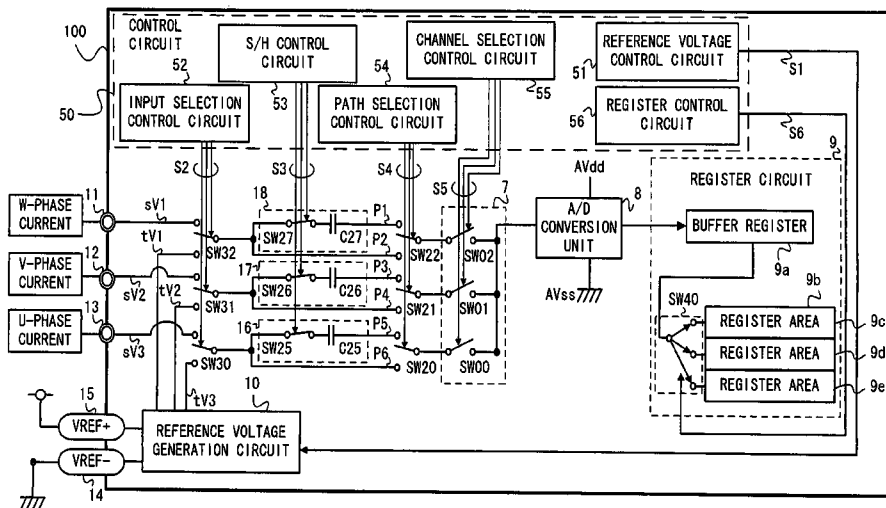 100
CONTROL
CIRCUIT
S/H CONTROL
CIRCUIT
CHANNEL SELECTION
CONTROL CIRCUIT
REFERENCE VOLTAGE
CONTROL CIRCUIT
51
S1
52
53
54
55
50
INPUT SELECTION
CONTROL CIRCUIT
PATH SELECTION
CONTROL CIRCUIT
56
REGISTER CONTROL
CIRCUIT
S6
S2
S3
S4
S5
7
AVdd
9
REGISTER CIRCUIT
W-PHASE
CURRENT
11
sV1
tV1
SW32
18
SW27
C27
P1
P2
SW22
SW02
A/D
CONVERSION
UNIT
8
BUFFER REGISTER
9a
V-PHASE
CURRENT
12
sV2
tV2
SW31
17
SW26
C26
P3
P4
SW21
SW01
AVss
9b
SW40
U-PHASE
CURRENT
13
sV3
SW30
16
SW25
C25
P5
P6
SW20
SW00
REGISTER AREA
9c
REGISTER AREA
9d
REGISTER AREA
9e
tV3
10
15
VREF+
REFERENCE VOLTAGE
GENERATION CIRCUIT
VREF-
14